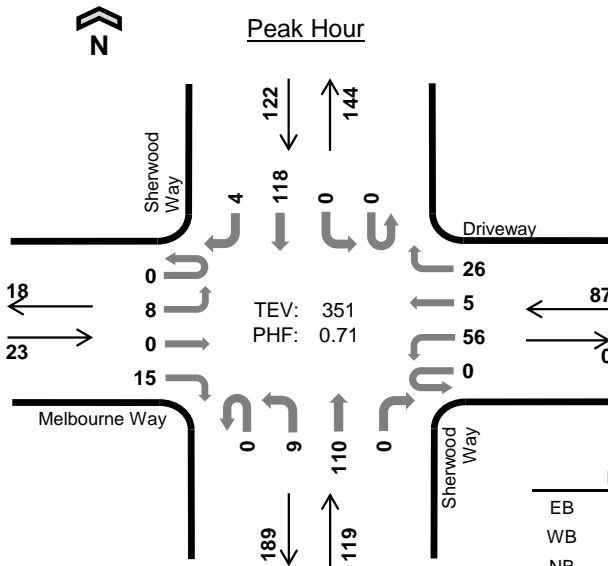 Peak Hour
N
122
144
Sherwood
Way
4
118
0
0
Driveway
0
26
18
8
TEV: 351
5
87
23
0
PHF: 0.71
56
0
15
0
Melbourne Way
0
9
110
0
Sherwood
Way
189
119
EB
WB
NB